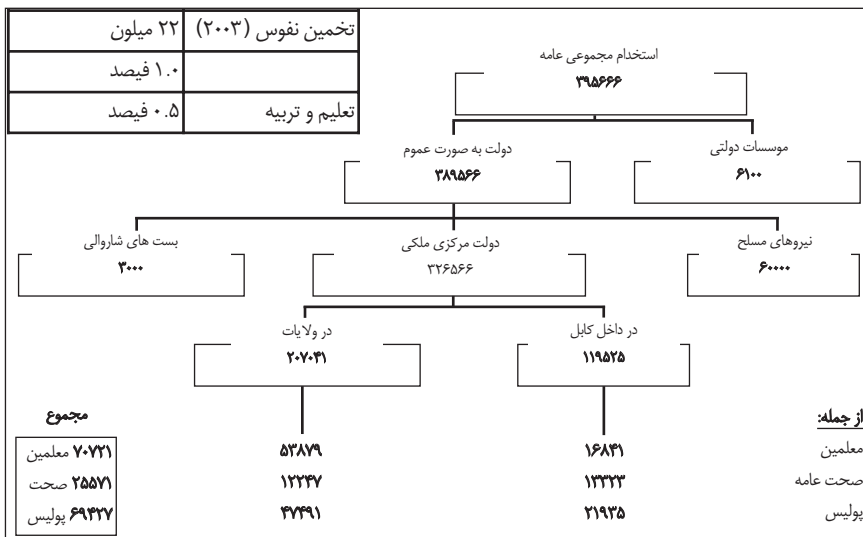 تخمین نفوس (۲۰۰۳) ۲۲ میلون
۱.۰ فیصد
تعلیم و تربیه ۰.۵ فیصد
استخدام مجموعی عامه
۳۹۵۶۶۶
دولت به صورت عموم
۳۸۹۵۶۶
موسسات دولتی
۶۱۰۰
نیروهای مسلح
۶۰۰۰۰
دولت مرکزی ملکی
۳۲۶۵۶۶
بست های شاروالی
۳۰۰۰
در داخل کابل
۱۱۹۵۲۵
در ولایات
۲۰۷۰۴۱
از جمله: مجموع
معلمین ۱۶۸۴۱ ۵۳۸۷۹ ۷۰۷۲۱ معلمین
صحت عامه ۱۳۳۲۳ ۱۲۲۴۷ ۲۵۵۷۱ صحت
پولیس ۲۱۹۳۵ ۴۷۴۹۱ ۶۹۴۲۷ پولیس